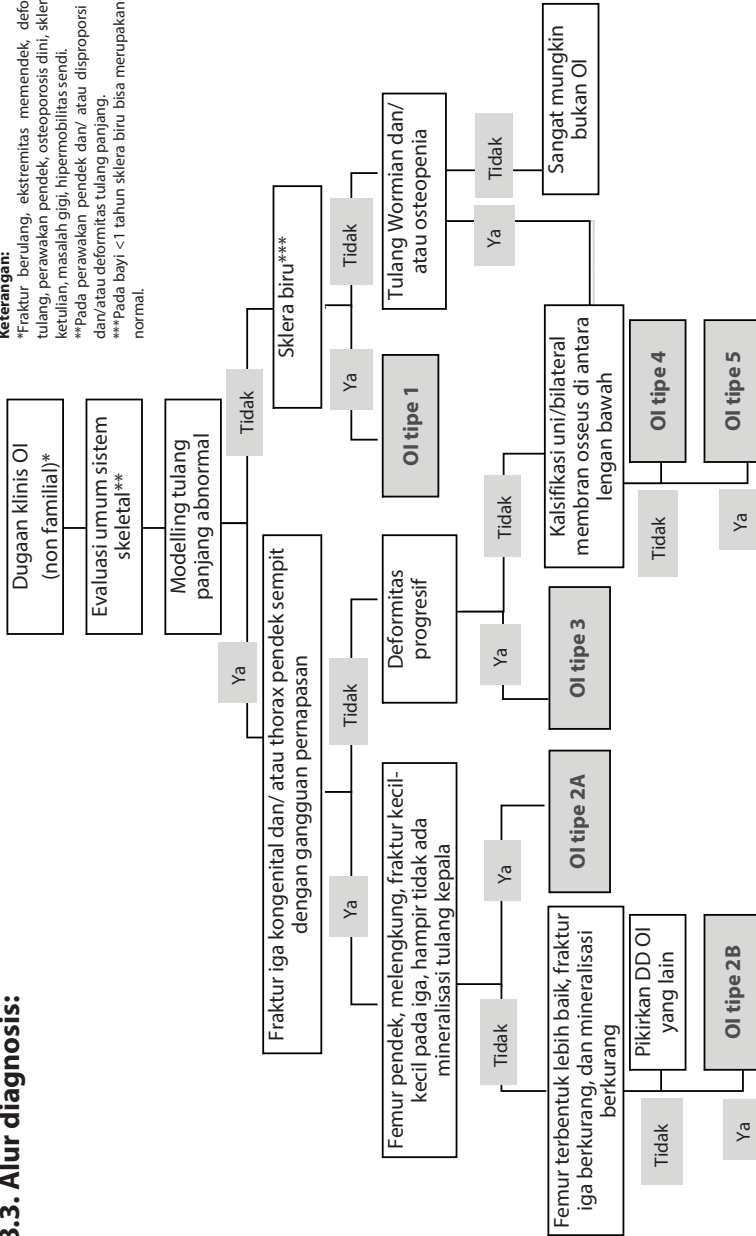 3.3. Alur diagnosis:
Dugaan klinis OI
(non familial)*
Evaluasi umum sistem
skeletal**
Modelling tulang
panjang abnormal
Keterangan:
*Fraktur berulang, ekstremitas memendek,
tulang, perawakan pendek, osteoporosis dini,
ketulian, masalah gigi, hipermobilitas sendi.
**Pada perawakan pendek dan/ atau disproporsi
dan/atau deformitas tulang panjang.
***Pada bayi <1 tahun sklera biru bisa merupakan
normal.
Ya
Tidak
Fraktur iga kongenital dan/ atau thorax pendek sempit
dengan gangguan pernapasan
Sklera biru***
Ya
Tidak
Ya
Tidak
Femur pendek, melengkung, fraktur kecil-
kecil pada iga, hampir tidak ada
mineralisasi tulang kepala
Deformitas
progresif
OI tipe 1
Tulang Wormian dan/
atau osteopenia
Tidak
Ya
Ya
Tidak
Ya
Tidak
Femur terbentuk lebih baik, fraktur
iga berkurang, dan mineralisasi
berkurang
OI tipe 2A
OI tipe 3
Kalsifikasi uni/bilateral
membran osseus di antara
lengan bawah
Sangat mungkin
bukan OI
Tidak
Pikirkan DD OI
yang lain
Tidak
OI tipe 4
Ya
OI tipe 2B
Ya
OI tipe 5